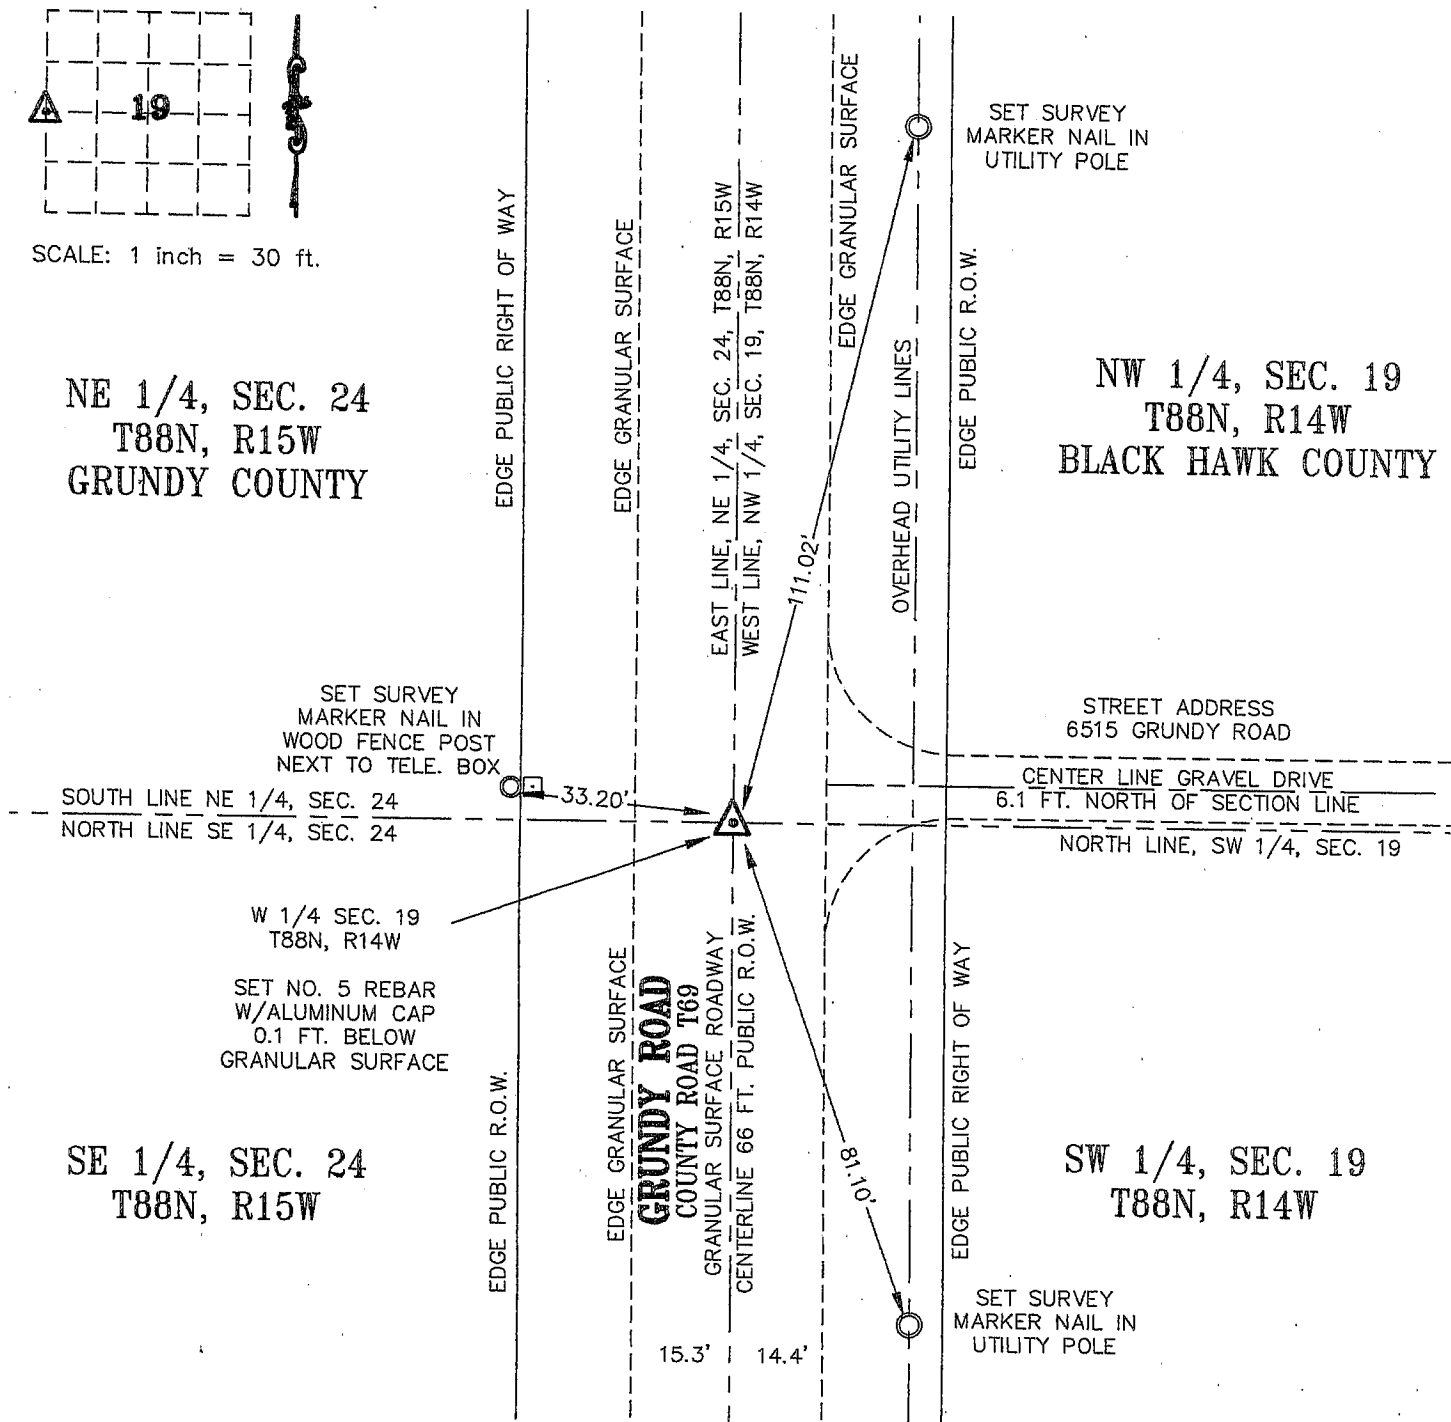 19
SCALE: 1 inch = 30 ft.
SET SURVEY
MARKER NAIL IN
UTILITY POLE
EDGE PUBLIC RIGHT OF WAY
EDGE GRANULAR SURFACE
EAST LINE, NE 1/4, SEC. 24, T88N, R15W
WEST LINE, NW 1/4, SEC. 19, T88N, R14W
EDGE GRANULAR SURFACE
OVERHEAD UTILITY LINES
EDGE PUBLIC R.O.W.
NE 1/4, SEC. 24
T88N, R15W
GRUNDY COUNTY
NW 1/4, SEC. 19
T88N, R14W
BLACK HAWK COUNTY
111.02'
SET SURVEY
MARKER NAIL IN
WOOD FENCE POST
NEXT TO TELE. BOX
33.20'
STREET ADDRESS
6515 GRUNDY ROAD
CENTER LINE GRAVEL DRIVE
6.1 FT. NORTH OF SECTION LINE
SOUTH LINE NE 1/4, SEC. 24
NORTH LINE SE 1/4, SEC. 24
NORTH LINE, SW 1/4, SEC. 19
W 1/4 SEC. 19
T88N, R14W
SET NO. 5 REBAR
W/ALUMINUM CAP
0.1 FT. BELOW
GRANULAR SURFACE
EDGE PUBLIC R.O.W.
EDGE GRANULAR SURFACE
GRUNDY ROAD
COUNTY ROAD T69
GRANULAR SURFACE ROADWAY
CENTERLINE 66 FT. PUBLIC R.O.W.
81.10'
EDGE PUBLIC RIGHT OF WAY
SE 1/4, SEC. 24
T88N, R15W
SW 1/4, SEC. 19
T88N, R14W
SET SURVEY
MARKER NAIL IN
UTILITY POLE
15.3'
14.4'